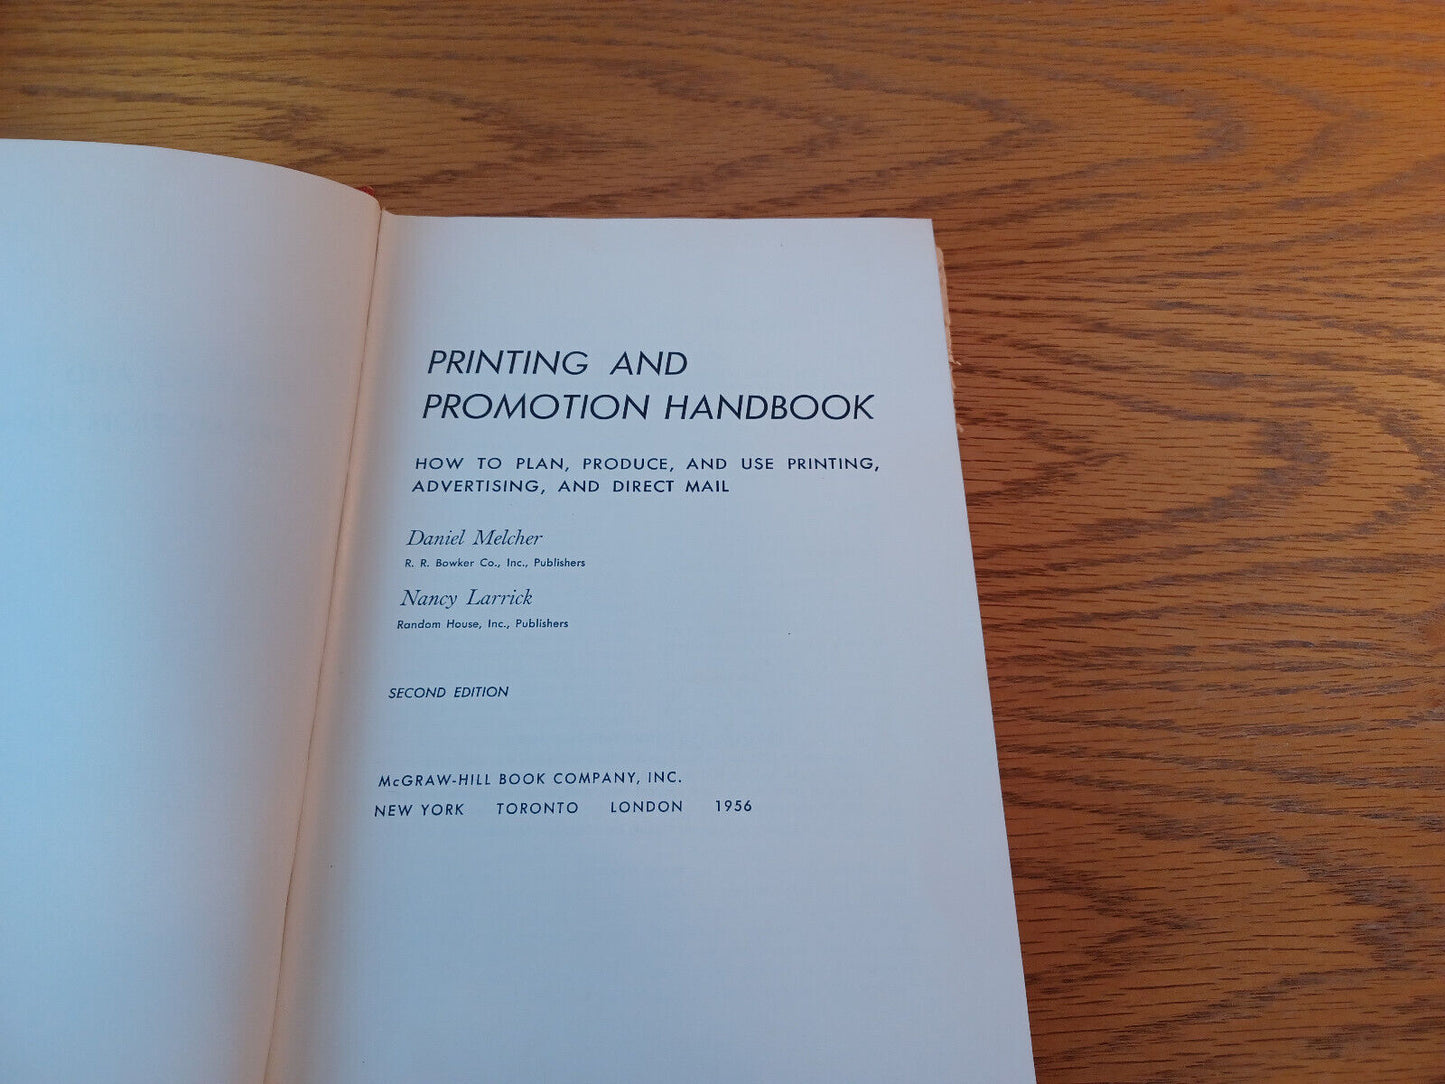 PRINTING AND
PROMOTION HANDBOOK
HOW TO PLAN, PRODUCE, AND USE PRINTING,
ADVERTISING, AND DIRECT MAIL
Daniel Melcher
R. R. Bowker Co., Inc., Publishers
Nancy Larrick
Random House, Inc., Publishers
SECOND EDITION
McGRAW-HILL BOOK COMPANY, INC.
NEW YORK TORONTO LONDON 1956